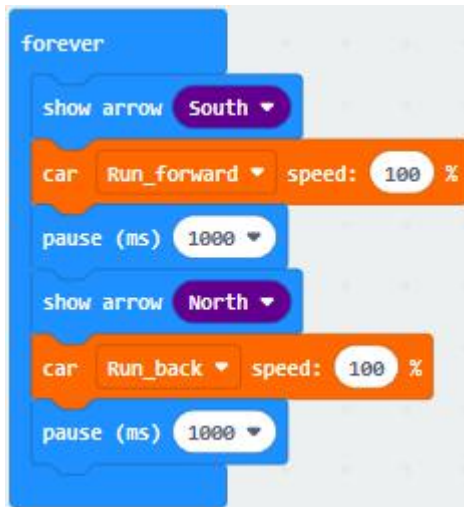 forever
show arrow South
car Run_forward speed: 100 %
pause (ms) 1000
show arrow North
car Run_back speed: 100 %
pause (ms) 1000